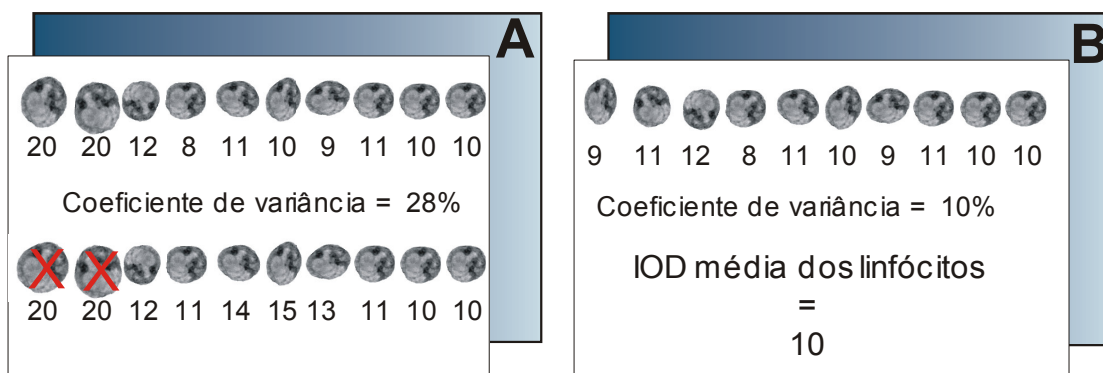 A
20 20 12 8 11 10 9 11 10 10
Coeficiente de variância = 28%
X X
20 20 12 11 14 15 13 11 10 10
B
9 11 12 8 11 10 9 11 10 10
Coeficiente de variância = 10%
IOD média dos linfócitos
=
10